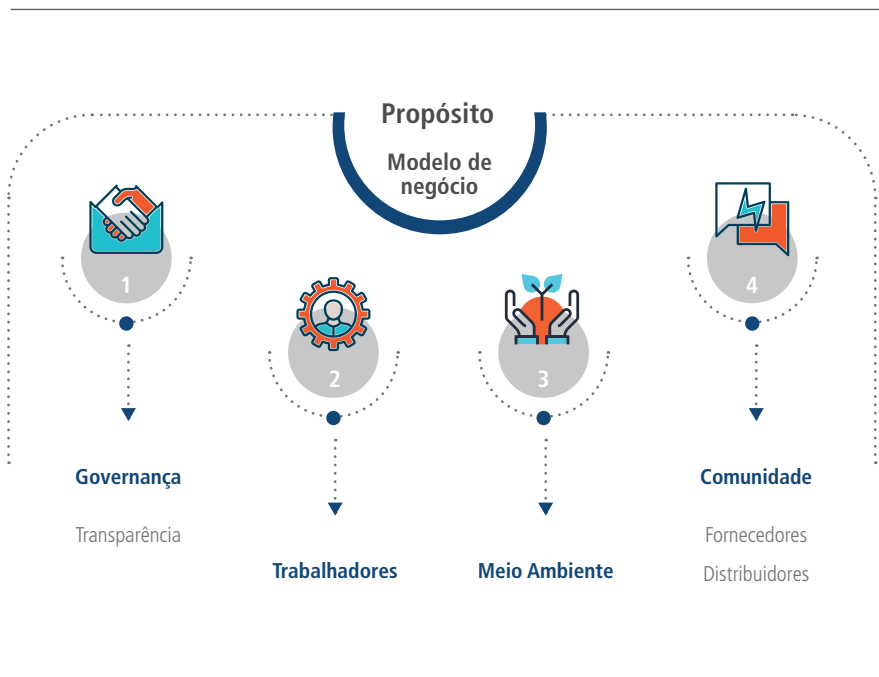 Propósito
Modelo de
negócio
1
Governança
Transparência
2
Trabalhadores
3
Meio Ambiente
4
Comunidade
Fornecedores
Distribuidores